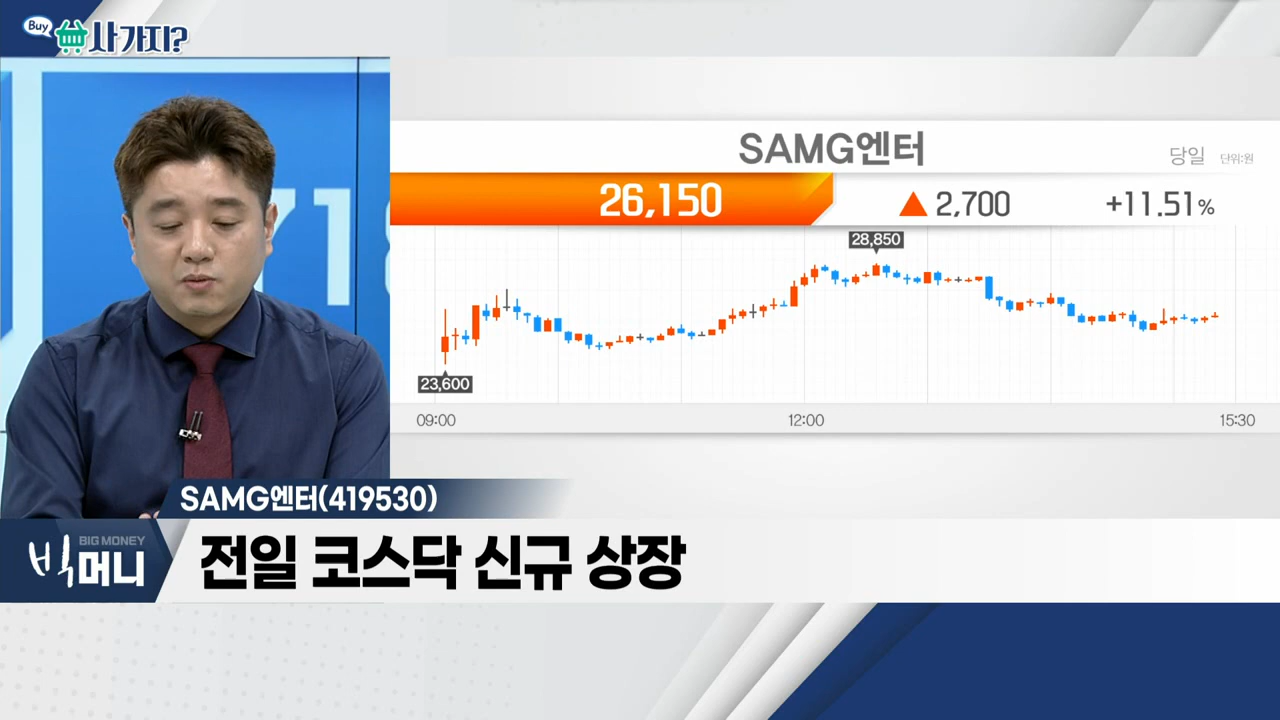 Buy
사가지?
718
SAMG엔터
당일 단위:원
26,150 ▲ 2,700 +11.51%
28,850
23,600
09:00 12:00 15:30
SAMG엔터(419530)
BIG MONEY
빅머니
전일 코스닥 신규 상장